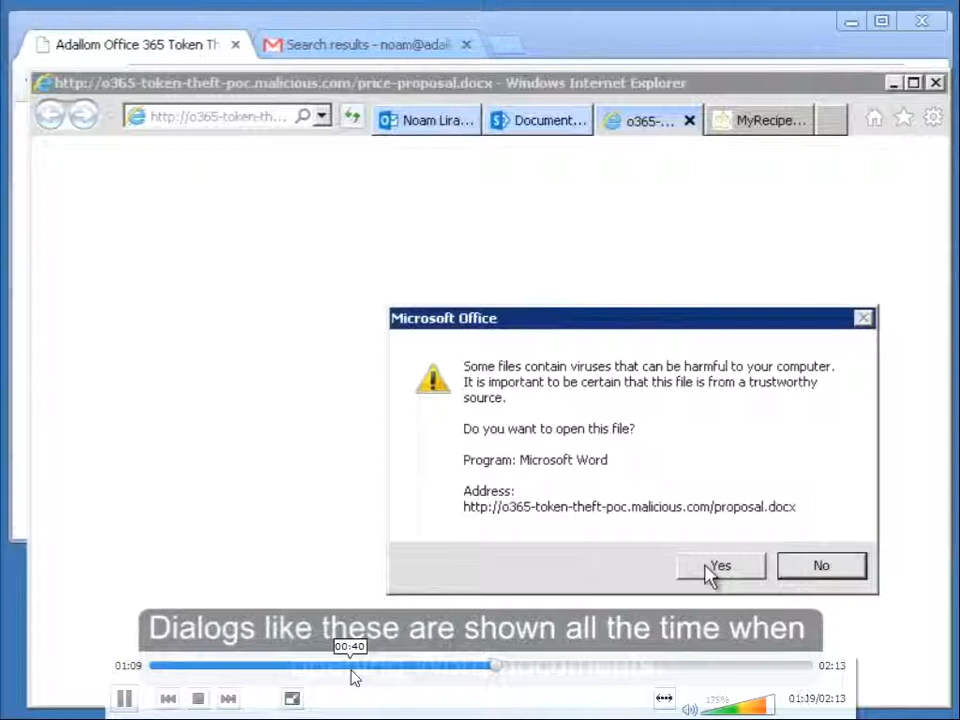 Adallom Office 365 Token Th
Search results - noam@adal
http://o365-token-theft-poc.malicious.com/price-proposal.docx - Windows Internet Explorer
http://o365-token-th...
Noam Lira...
Document...
o365-...
MyRecipe...
Microsoft Office
Some files contain viruses that can be harmful to your computer.
It is important to be certain that this file is from a trustworthy
source.
Do you want to open this file?
Program: Microsoft Word
Address:
http://o365-token-theft-poc.malicious.com/proposal.docx
Yes
No
Dialogs like these are shown all the time when
documents.
00:40
01:09
02:13
175%
01:09/02:13